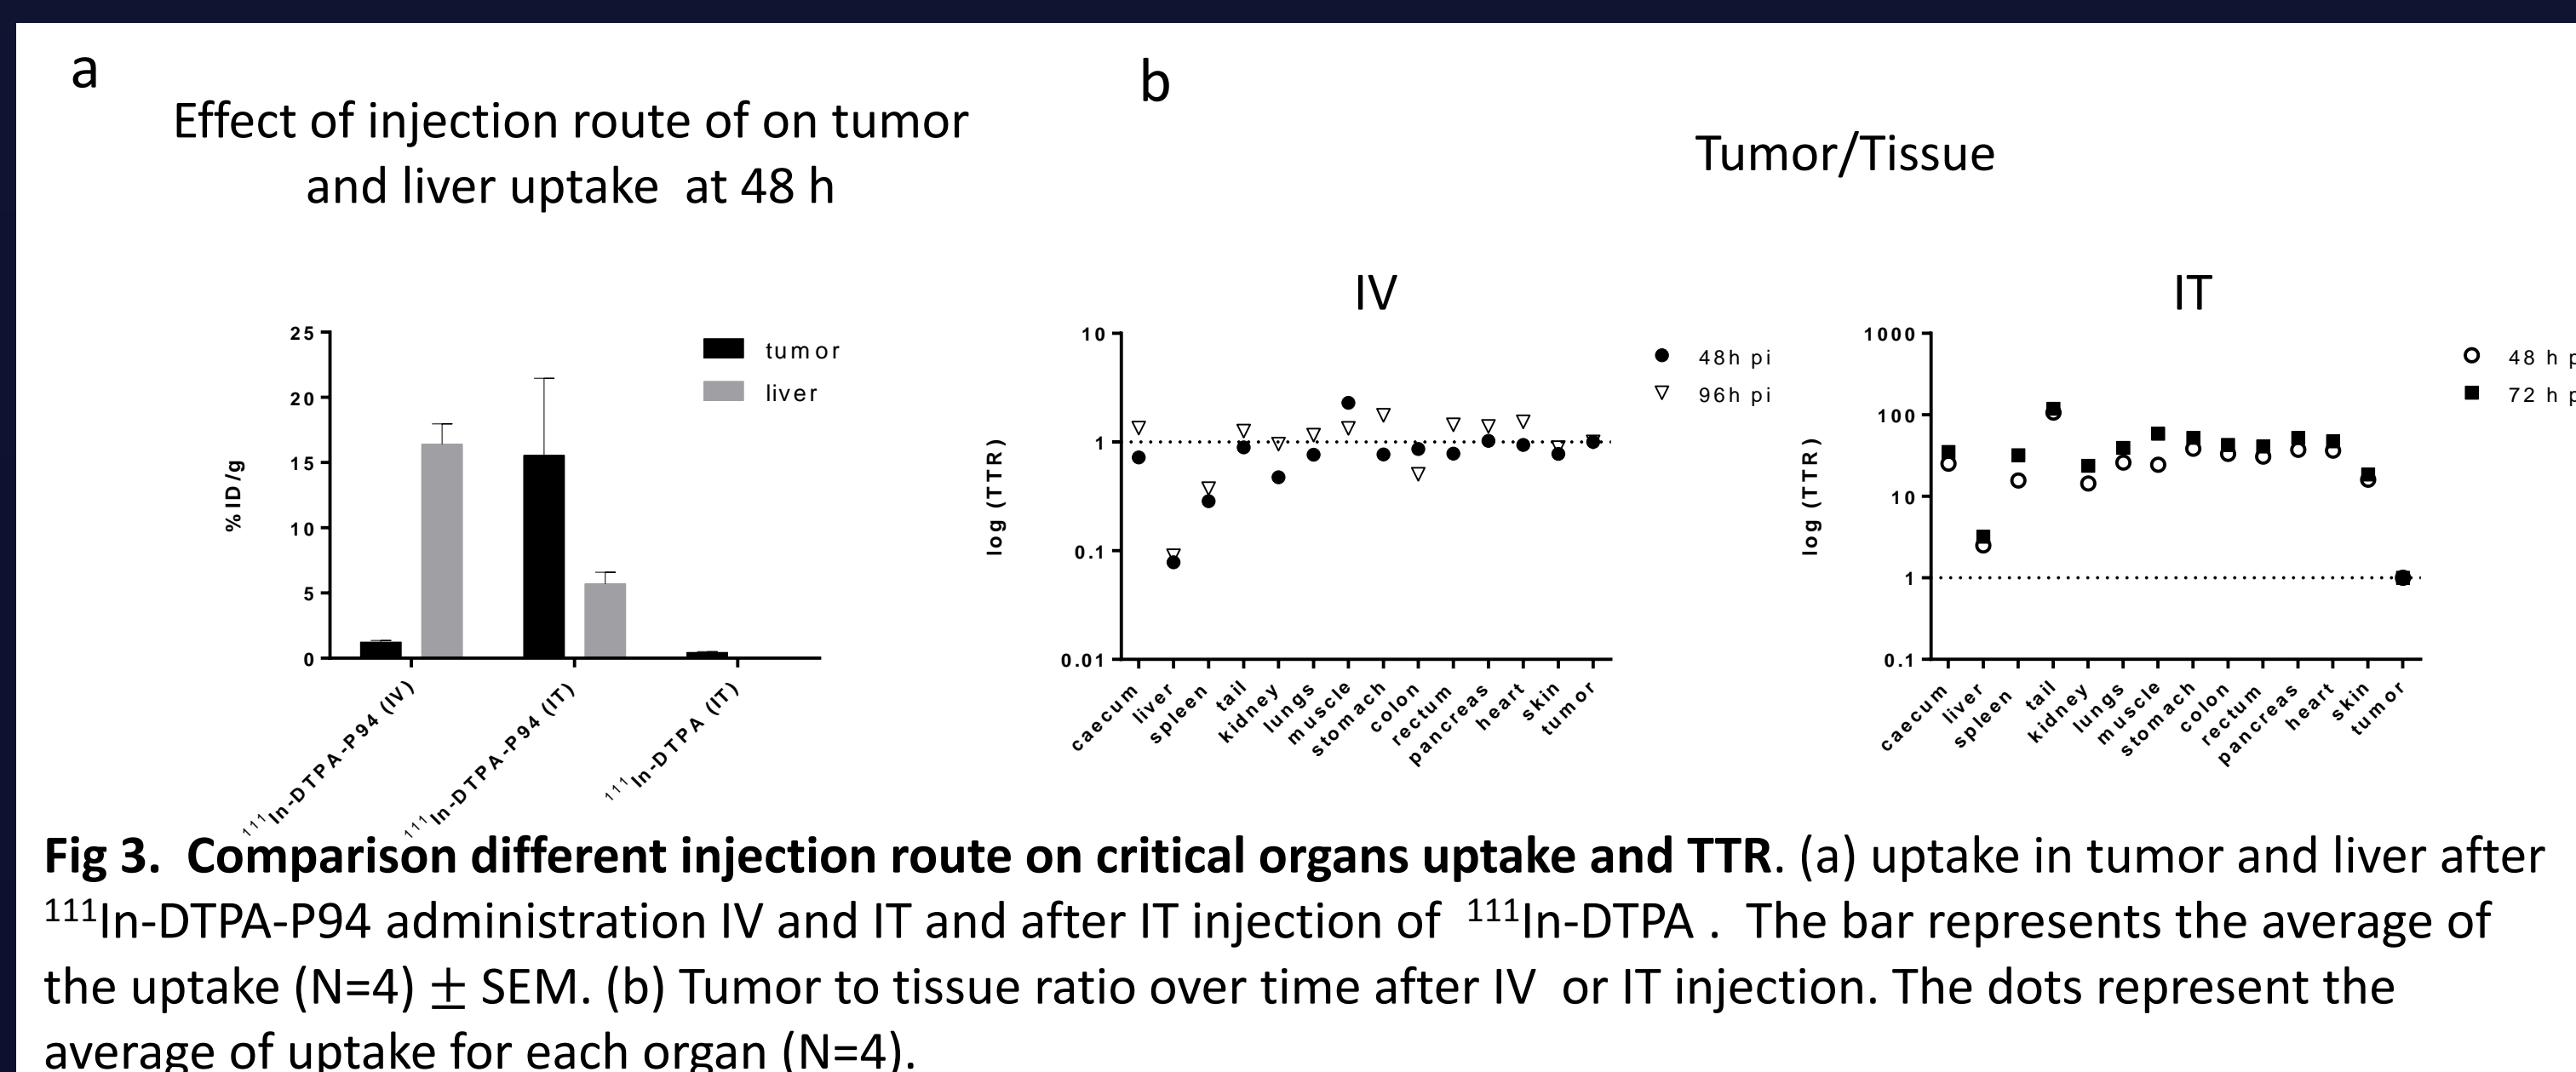 a
Effect of injection route of on tumor
and liver uptake at 48 h
25
20
15
10
5
0
%ID/g
tumor
liver
¹¹¹In-DTPA-P94 (IV)
¹¹¹In-DTPA-P94 (IT)
¹¹¹In-DTPA (IT)
b
Tumor/Tissue
IV
10
1
0.1
0.01
log (TTR)
48h pi
96h pi
caecum
liver
spleen
tail
kidney
lungs
muscle
stomach
colon
rectum
pancreas
heart
skin
tumor
IT
1000
100
10
1
0.1
log (TTR)
48 h p
72 h p
caecum
liver
spleen
tail
kidney
lungs
muscle
stomach
colon
rectum
pancreas
heart
skin
tumor
Fig 3. Comparison different injection route on critical organs uptake and TTR. (a) uptake in tumor and liver after
¹¹¹In-DTPA-P94 administration IV and IT and after IT injection of ¹¹¹In-DTPA . The bar represents the average of
the uptake (N=4) ± SEM. (b) Tumor to tissue ratio over time after IV or IT injection. The dots represent the
average of uptake for each organ (N=4).